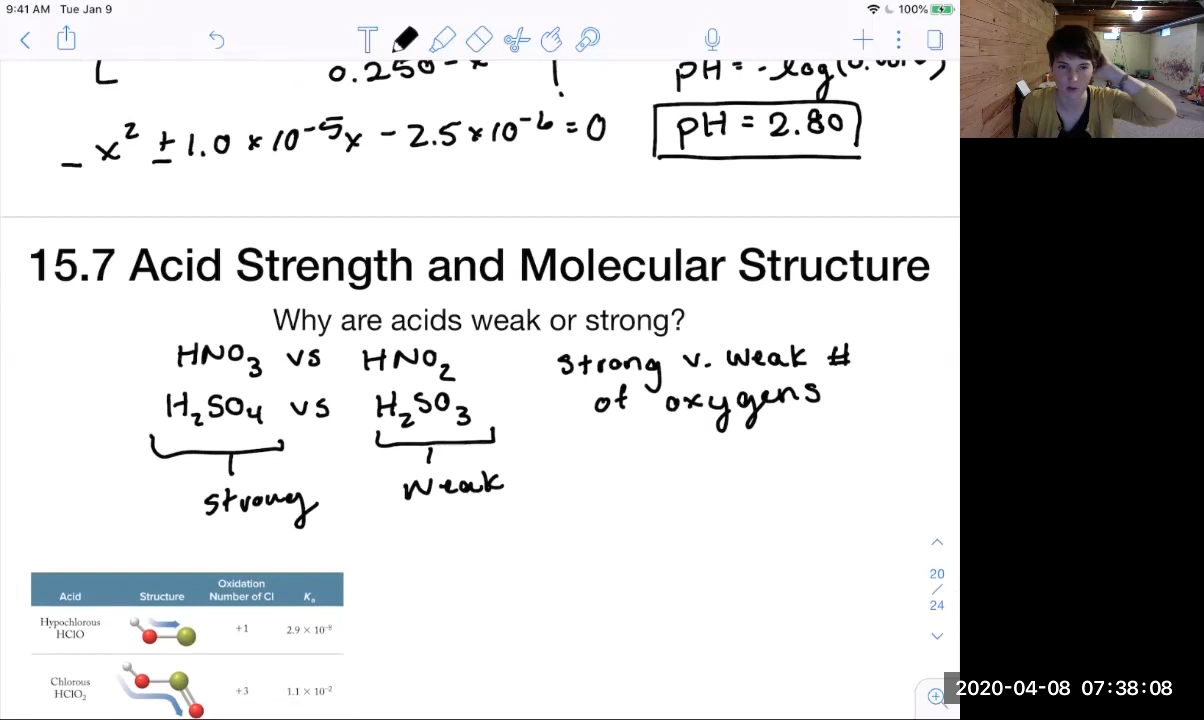 9:41 AM Tue Jan 9
100%
T
0.250 - x
pH = -log(0.
x² ± 1.0 × 10⁻⁵x - 2.5 × 10⁻⁶ = 0
pH = 2.80
15.7 Acid Strength and Molecular Structure
Why are acids weak or strong?
HNO₃ vs HNO₂
strong v. weak #
of oxygens
H₂SO₄ vs H₂SO₃
strong
weak
Acid Structure Oxidation Number of Cl Kₐ
Hypochlorous HClO +1 2.9 × 10⁻⁸
Chlorous HClO₂ +3 1.1 × 10⁻²
20
/
24
2020-04-08 07:38:08